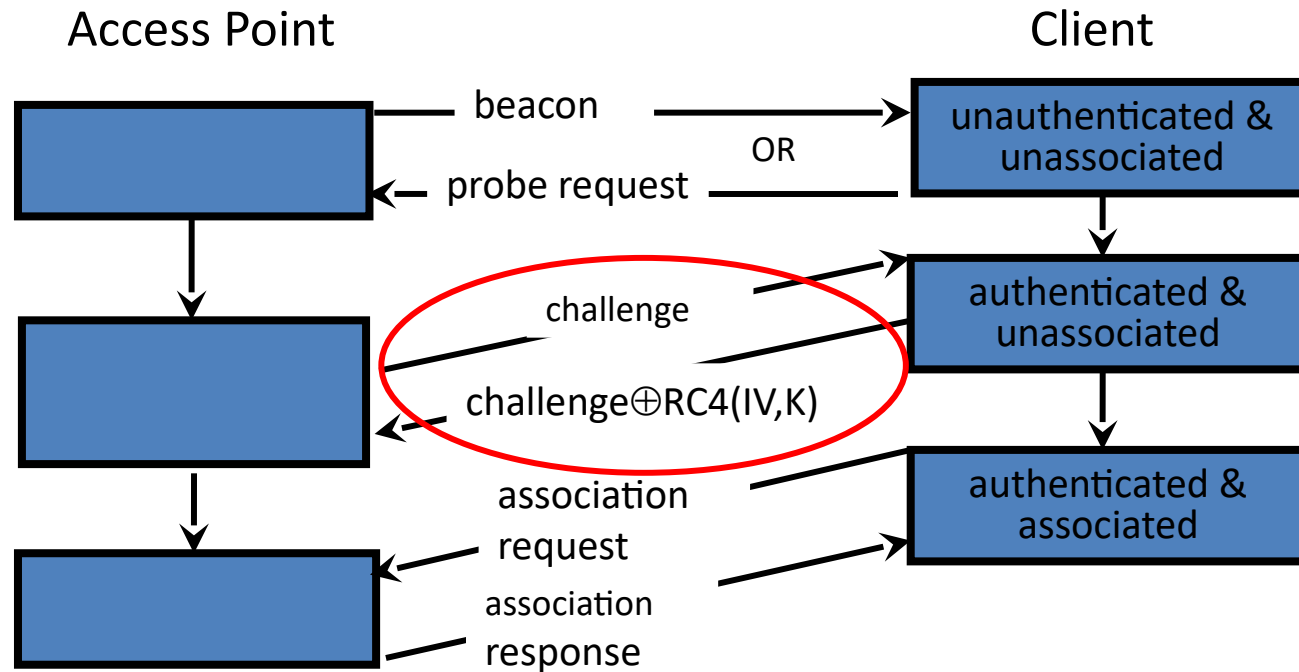 Access Point
Client
beacon
OR
probe request
unauthenticated &
unassociated
challenge
challenge⊕RC4(IV,K)
authenticated &
unassociated
association
request
association
response
authenticated &
associated